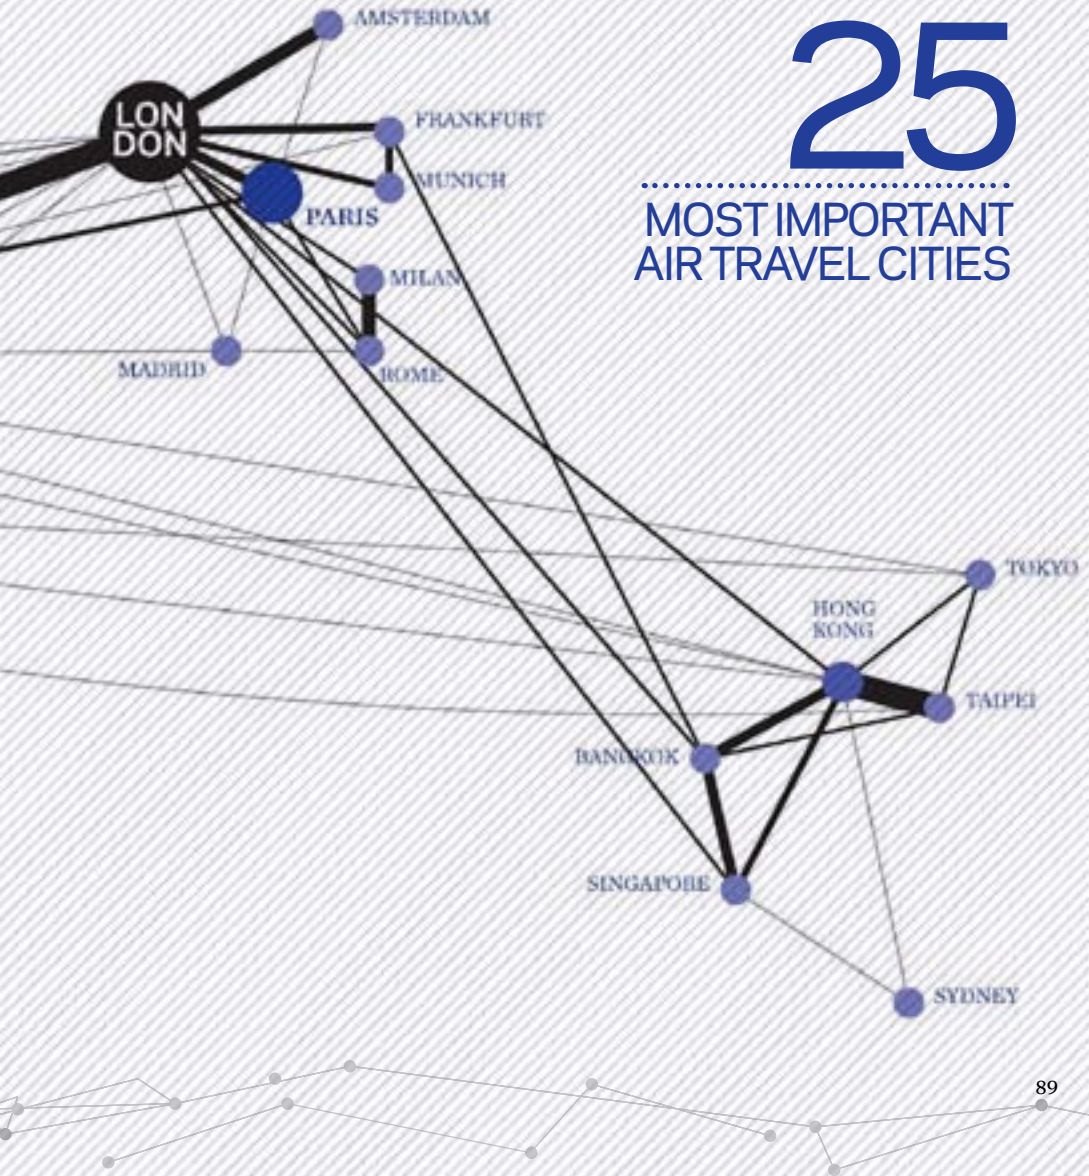 25
MOST IMPORTANT
AIR TRAVEL CITIES
AMSTERDAM
LON
DON
FRANKFURT
MUNICH
PARIS
MILAN
MADRID
ROME
TOKYO
HONG
KONG
TAIPEI
BANGKOK
SINGAPORE
SYDNEY
89